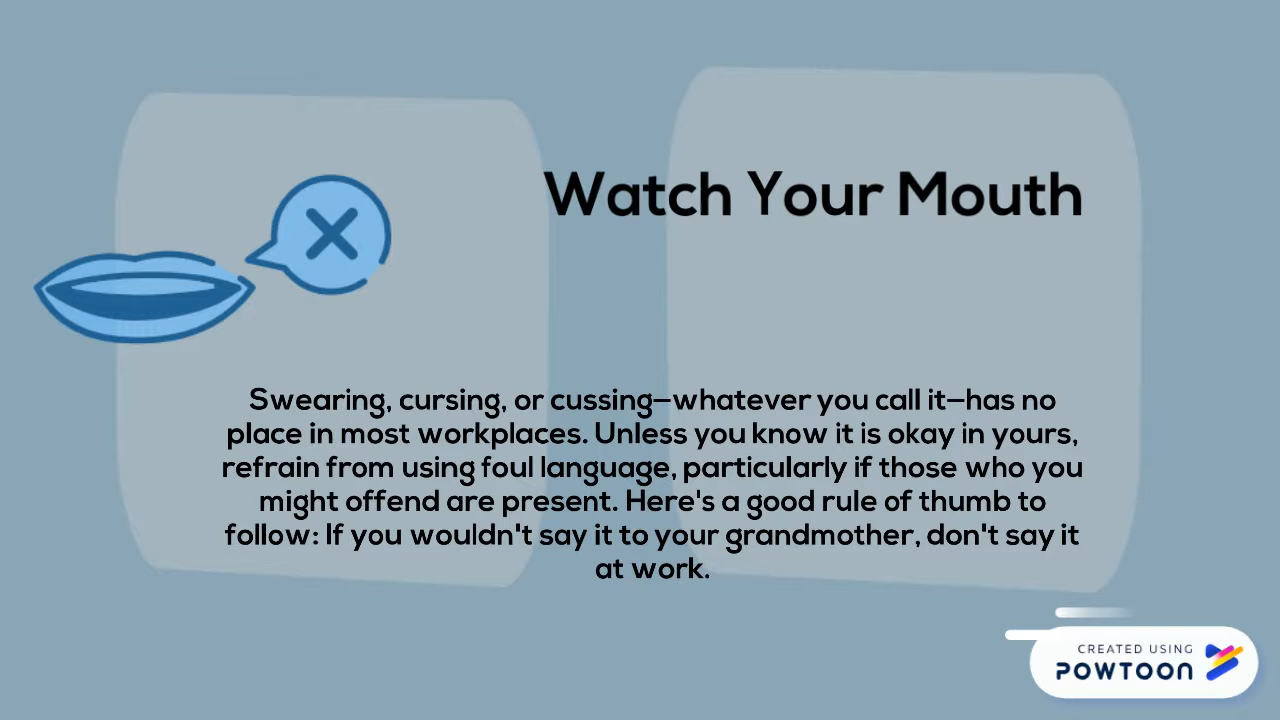 Watch Your Mouth
Swearing, cursing, or cussing—whatever you call it—has no
place in most workplaces. Unless you know it is okay in yours,
refrain from using foul language, particularly if those who you
might offend are present. Here's a good rule of thumb to
follow: If you wouldn't say it to your grandmother, don't say it
at work.
CREATED USING
POWTOON